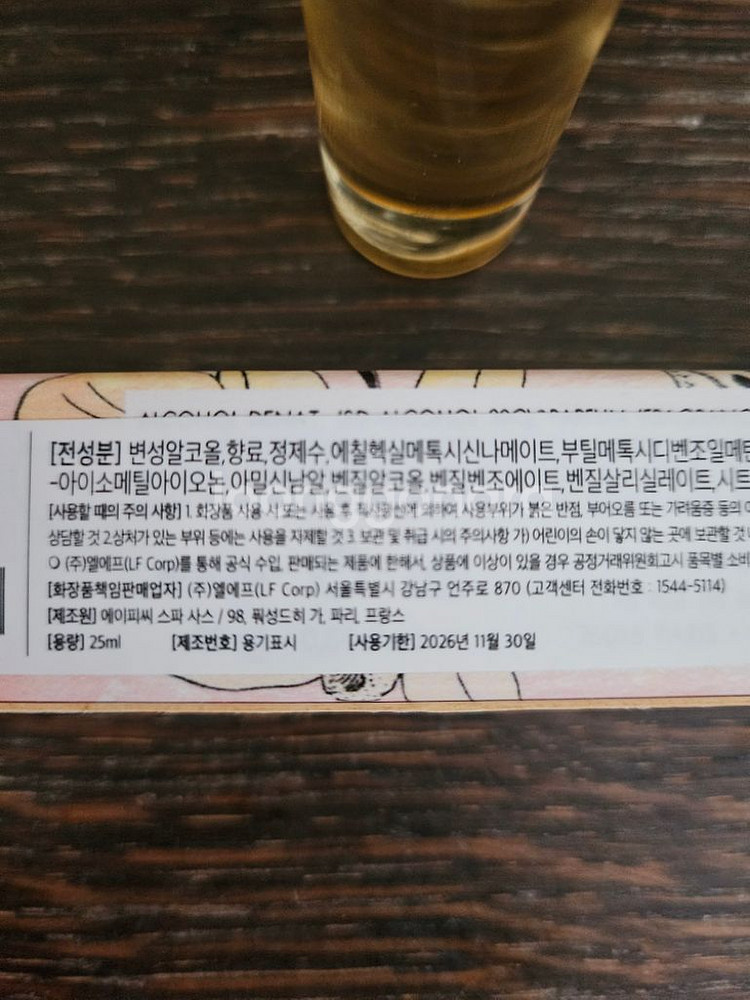 ALCOHOL DENAT.
[전성분] 변성알코올,향료,정제수,에칠헥실메톡시신나메이트,부틸메톡시디벤조일메탄
-아이소메틸아이오논,아밀신남알,벤질알코올,벤질벤조에이트,벤질살리실레이트,시트
[사용할 때의 주의 사항] 1. 화장품 사용 시 또는 사용 후 직사광선에 의하여 사용부위가 붉은 반점, 부어오름 또는 가려움증 등의
상담할 것 2.상처가 있는 부위 등에는 사용을 자제할 것 3. 보관 및 취급 시의 주의사항 가) 어린이의 손이 닿지 않는 곳에 보관할 것
○ (주)엘에프(LF Corp)를 통해 공식 수입, 판매되는 제품에 한해서, 상품에 이상이 있을 경우 공정거래위원회고시 품목별 소비
[화장품책임판매업자] (주)엘에프(LF Corp) 서울특별시 강남구 언주로 870 (고객센터 전화번호 : 1544-5114)
[제조원] 에이피씨 스파 사스 / 98, 뤼성드히 가, 파리, 프랑스
[용량] 25ml [제조번호] 용기표시 [사용기한] 2026년 11월 30일